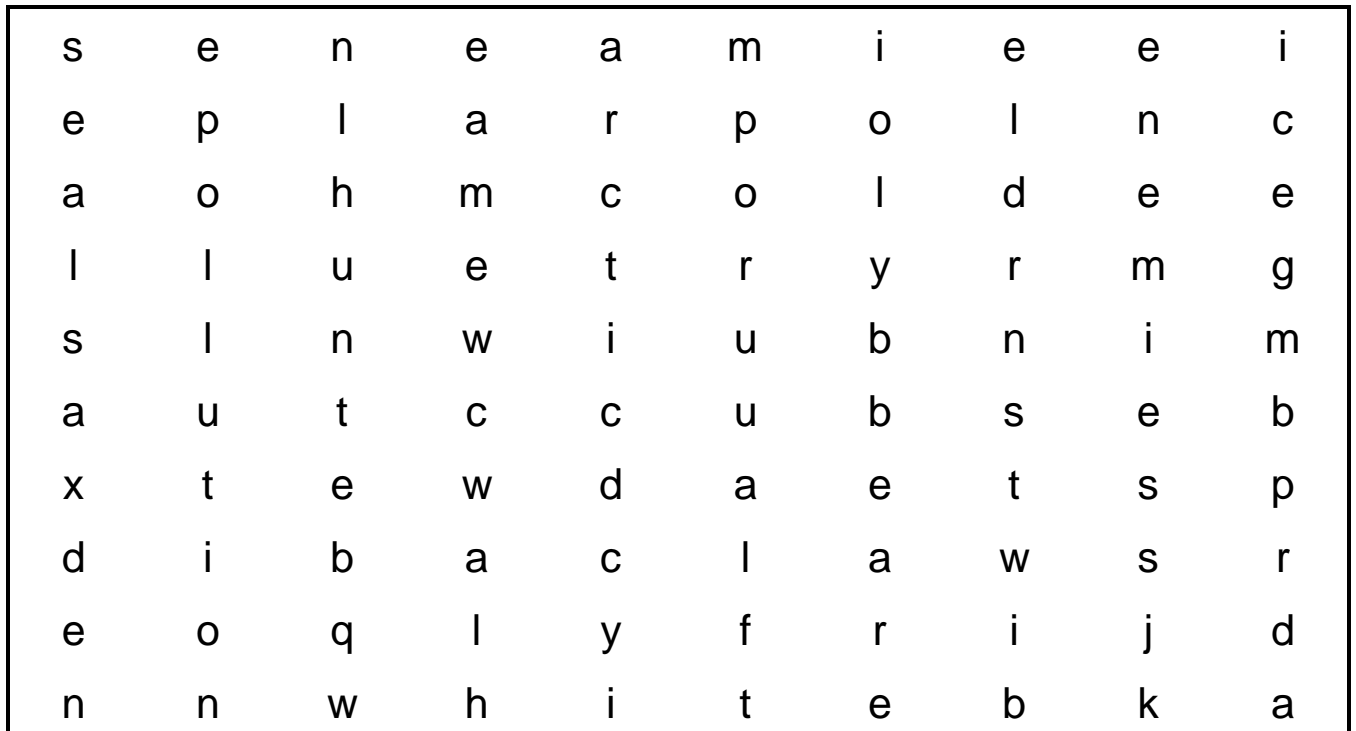 s e n e a m i e e i
e p l a r p o l n c
a o h m c o l d e e
l l u e t r y r m g
s l n w i u b n i m
a u t c c u b s e b
x t e w d a e t s p
d i b a c l a w s r
e o q l y f r i j d
n n w h i t e b k a